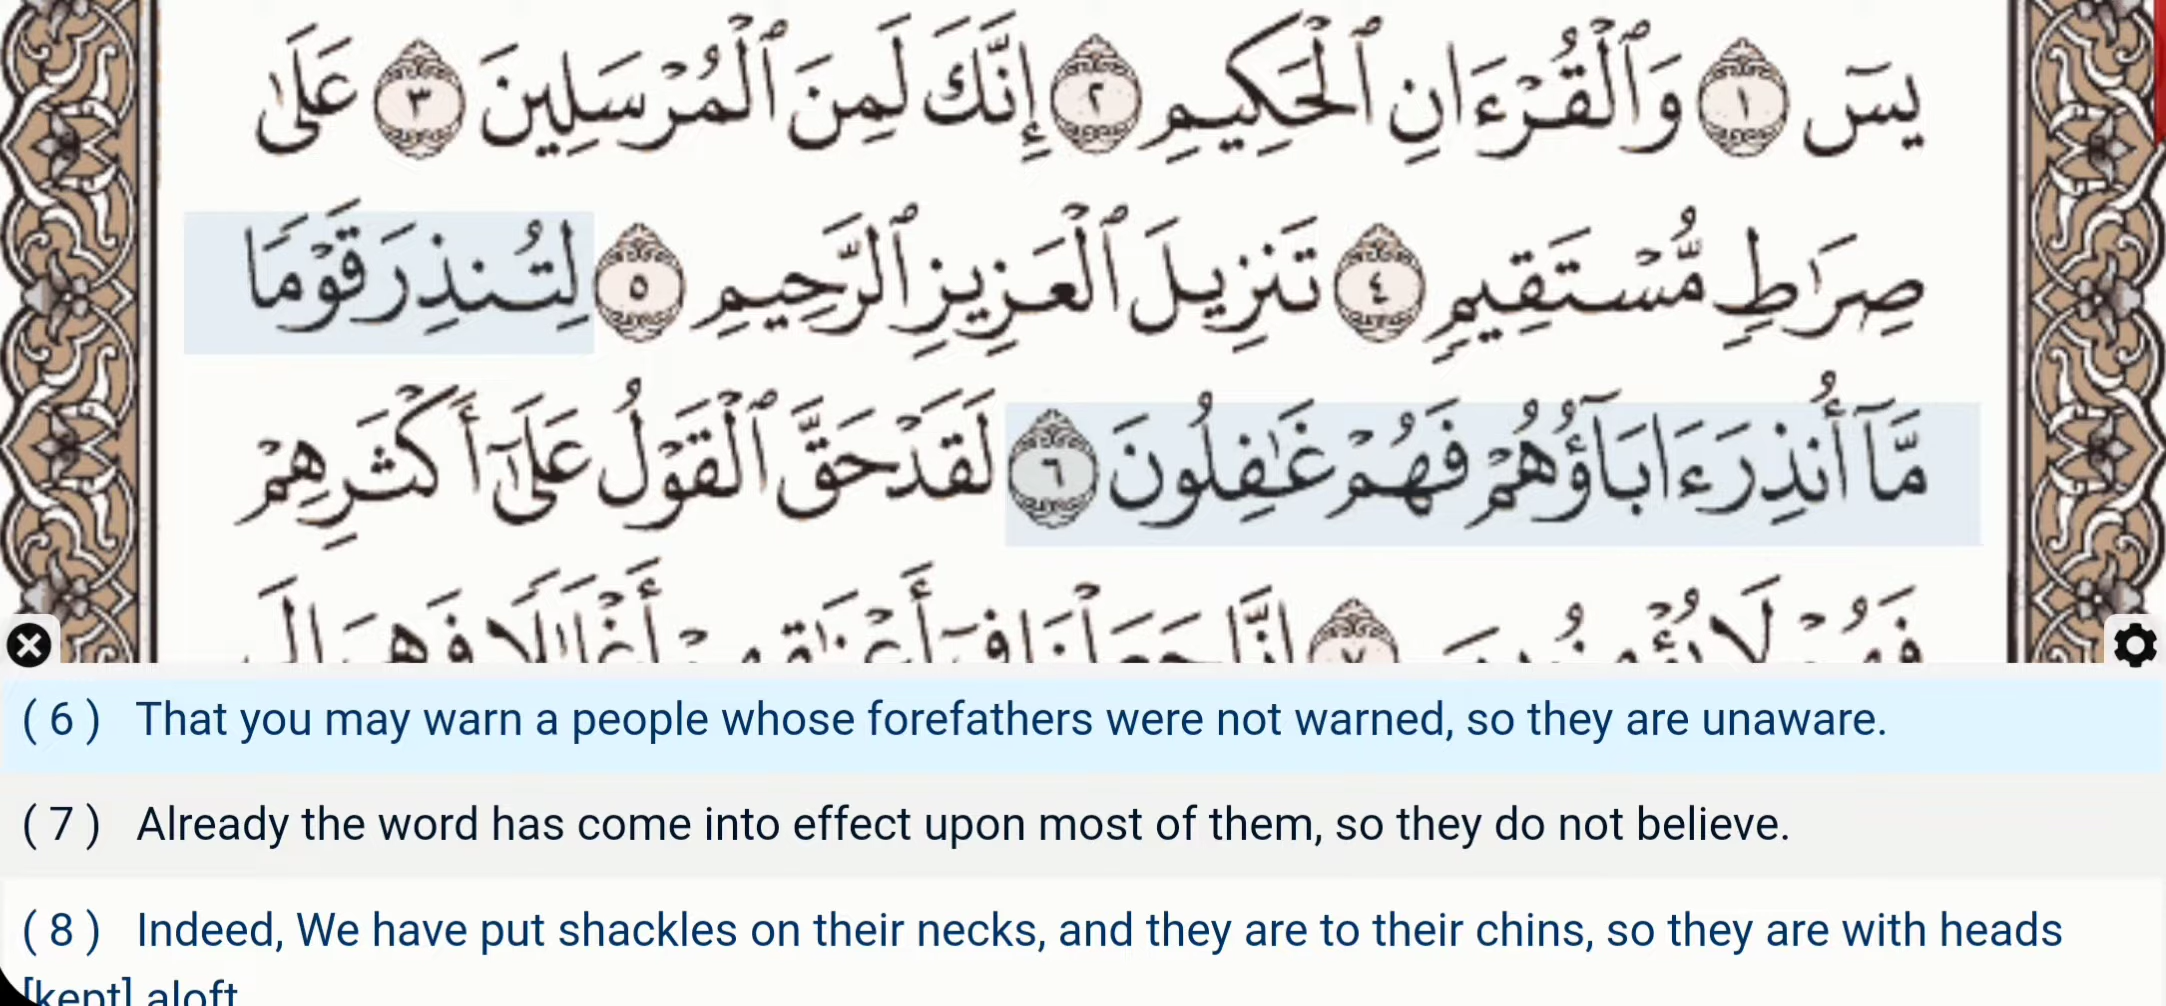 يسٓ ١ وَٱلْقُرْءَانِ ٱلْحَكِيمِ ٢ إِنَّكَ لَمِنَ ٱلْمُرْسَلِينَ ٣ عَلَىٰ
صِرَٰطٍ مُّسْتَقِيمٍ ٤ تَنزِيلَ ٱلْعَزِيزِ ٱلرَّحِيمِ ٥ لِتُنذِرَ قَوْمًا
مَّآ أُنذِرَ ءَابَآؤُهُمْ فَهُمْ غَٰفِلُونَ ٦ لَقَدْ حَقَّ ٱلْقَوْلُ عَلَىٰٓ أَكْثَرِهِمْ
فَهُمْ لَا يُؤْمِنُونَ ٧ إِنَّا جَعَلْنَا فِىٓ أَعْنَٰقِهِمْ أَغْلَٰلًا فَهِىَ إِلَى
( 6 ) That you may warn a people whose forefathers were not warned, so they are unaware.
( 7 ) Already the word has come into effect upon most of them, so they do not believe.
( 8 ) Indeed, We have put shackles on their necks, and they are to their chins, so they are with heads
[kept] aloft